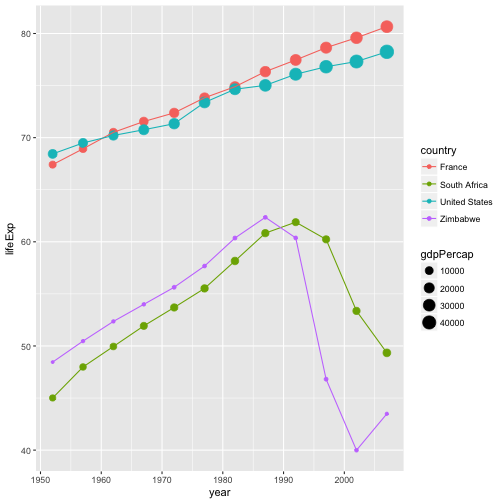 lifeExp
80
70
60
50
40
1950 1960 1970 1980 1990 2000
year
country
France
South Africa
United States
Zimbabwe
gdpPercap
10000
20000
30000
40000